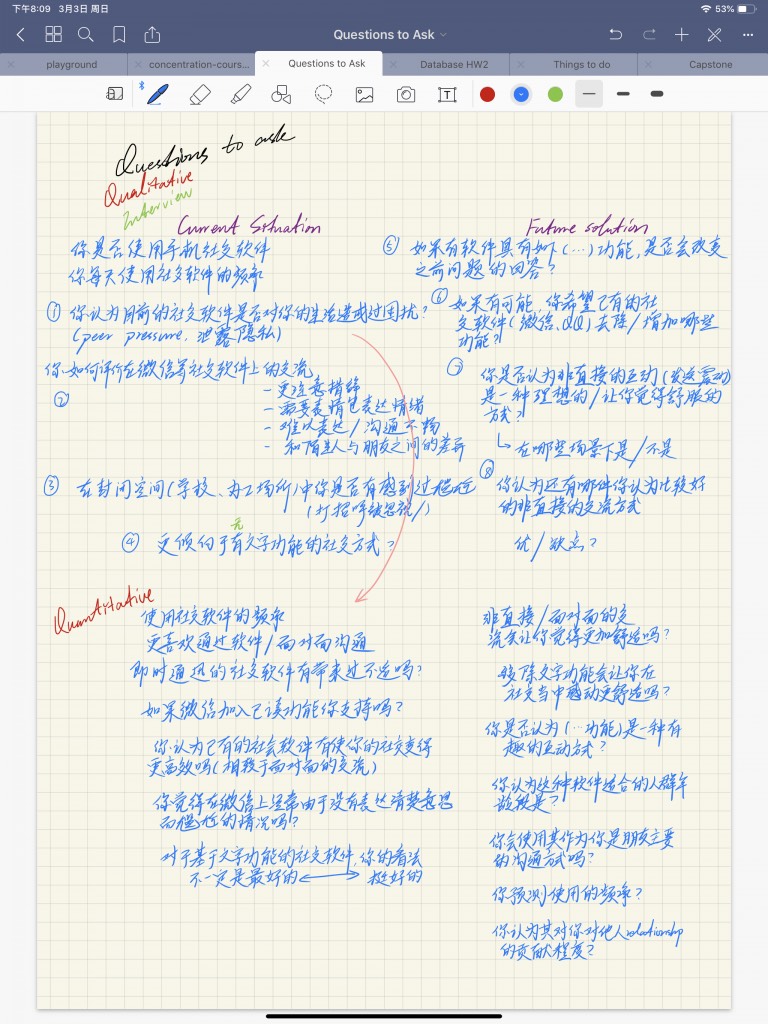 下午8:09 3月3日 周日
53%
Questions to Ask
playground
concentration-cours...
Questions to Ask
Database HW2
Things to do
Capstone
Questions to ask
Qualitative
Interview
Current Situation
你是否使用手机社交软件
你每天使用社交软件的频率
① 你认为目前的社交软件是否对你的生活造成过困扰?
(peer pressure, 泄露隐私)
你如何评价在微信等社交软件上的交流
②
- 更注意措辞
- 需要表情包表达情绪
- 难以表达/沟通不畅
- 和陌生人与朋友之间的差异
③ 在封闭空间(学校、办工场所)中你是否有感到过尴尬
(打招呼被忽视/)
无
④ 更倾向于有文字功能的社交方式?
Future solution
⑤ 如果有软件具有如下(...)功能,是否会改变
之前问题的回答?
⑥ 如果有可能,你希望已有的社
交软件(微信、QQ)去除/增加哪些
功能?
⑦ 你是否认为非直接的互动(发送震动)
是一种理想的/让你觉得舒服的
方式?
↳ 在哪些场景下是/不是
⑧ 你认为还有哪些你认为比较好
的非直接的交流方式
优/缺点?
Quantitative
使用社交软件的频率
更喜欢通过软件/面对面沟通
即时通迅的社交软件有带来过不适吗?
如果微信加入已读功能你支持吗?
你认为已有的社会软件有使你的社交变得
更高效吗(相较于面对面的交流)
你觉得在微信上经常由于没有表达清楚意思
而尴尬的情况吗?
对于基于文字功能的社交软件,你的看法
不一定是最好的 ⟷ 挺好的
非直接/面对面的交
流会让你觉得更加舒适吗?
移除文字功能会让你在
社交当中感动更舒适吗?
你是否认为(...功能)是一种有
趣的互动方式?
你认为这种软件适合的人群年
龄段是?
你会使用其作为你是朋友主要
的沟通方式吗?
你预测使用的频率?
你认为其对你对他人relationship
的贡献程度?